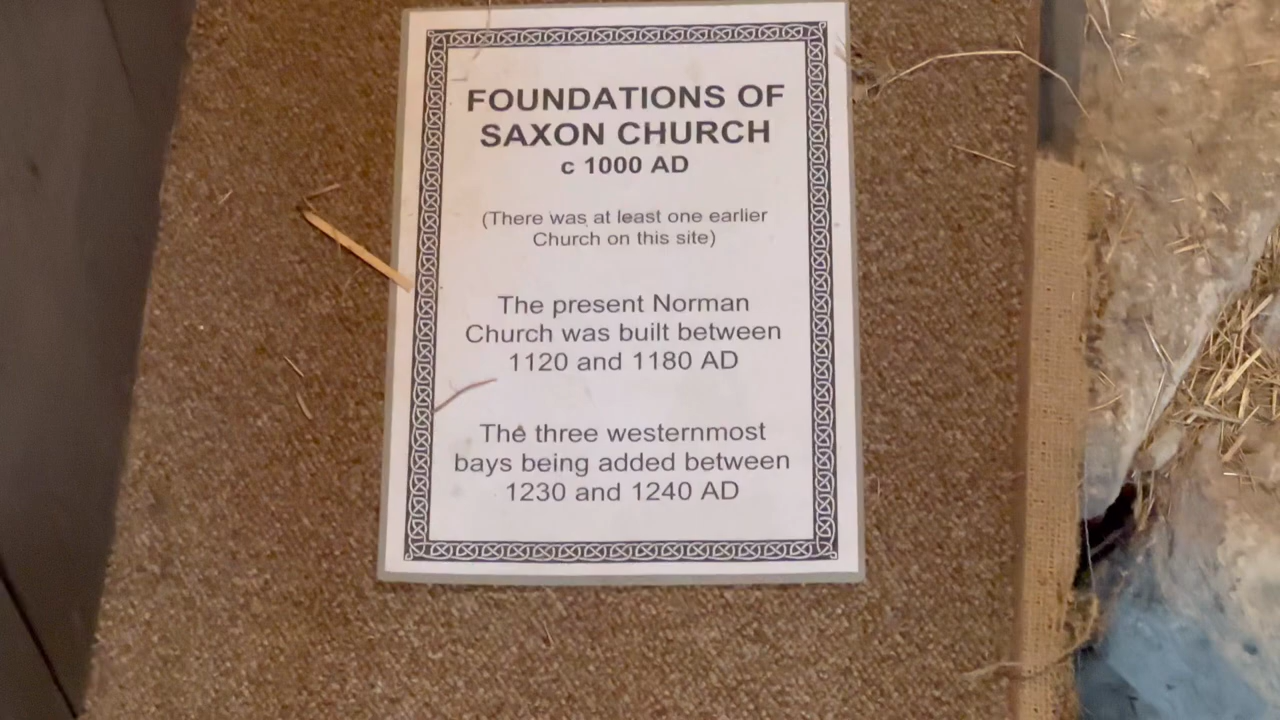 FOUNDATIONS OF
SAXON CHURCH
c 1000 AD
(There was at least one earlier
Church on this site)
The present Norman
Church was built between
1120 and 1180 AD
The three westernmost
bays being added between
1230 and 1240 AD